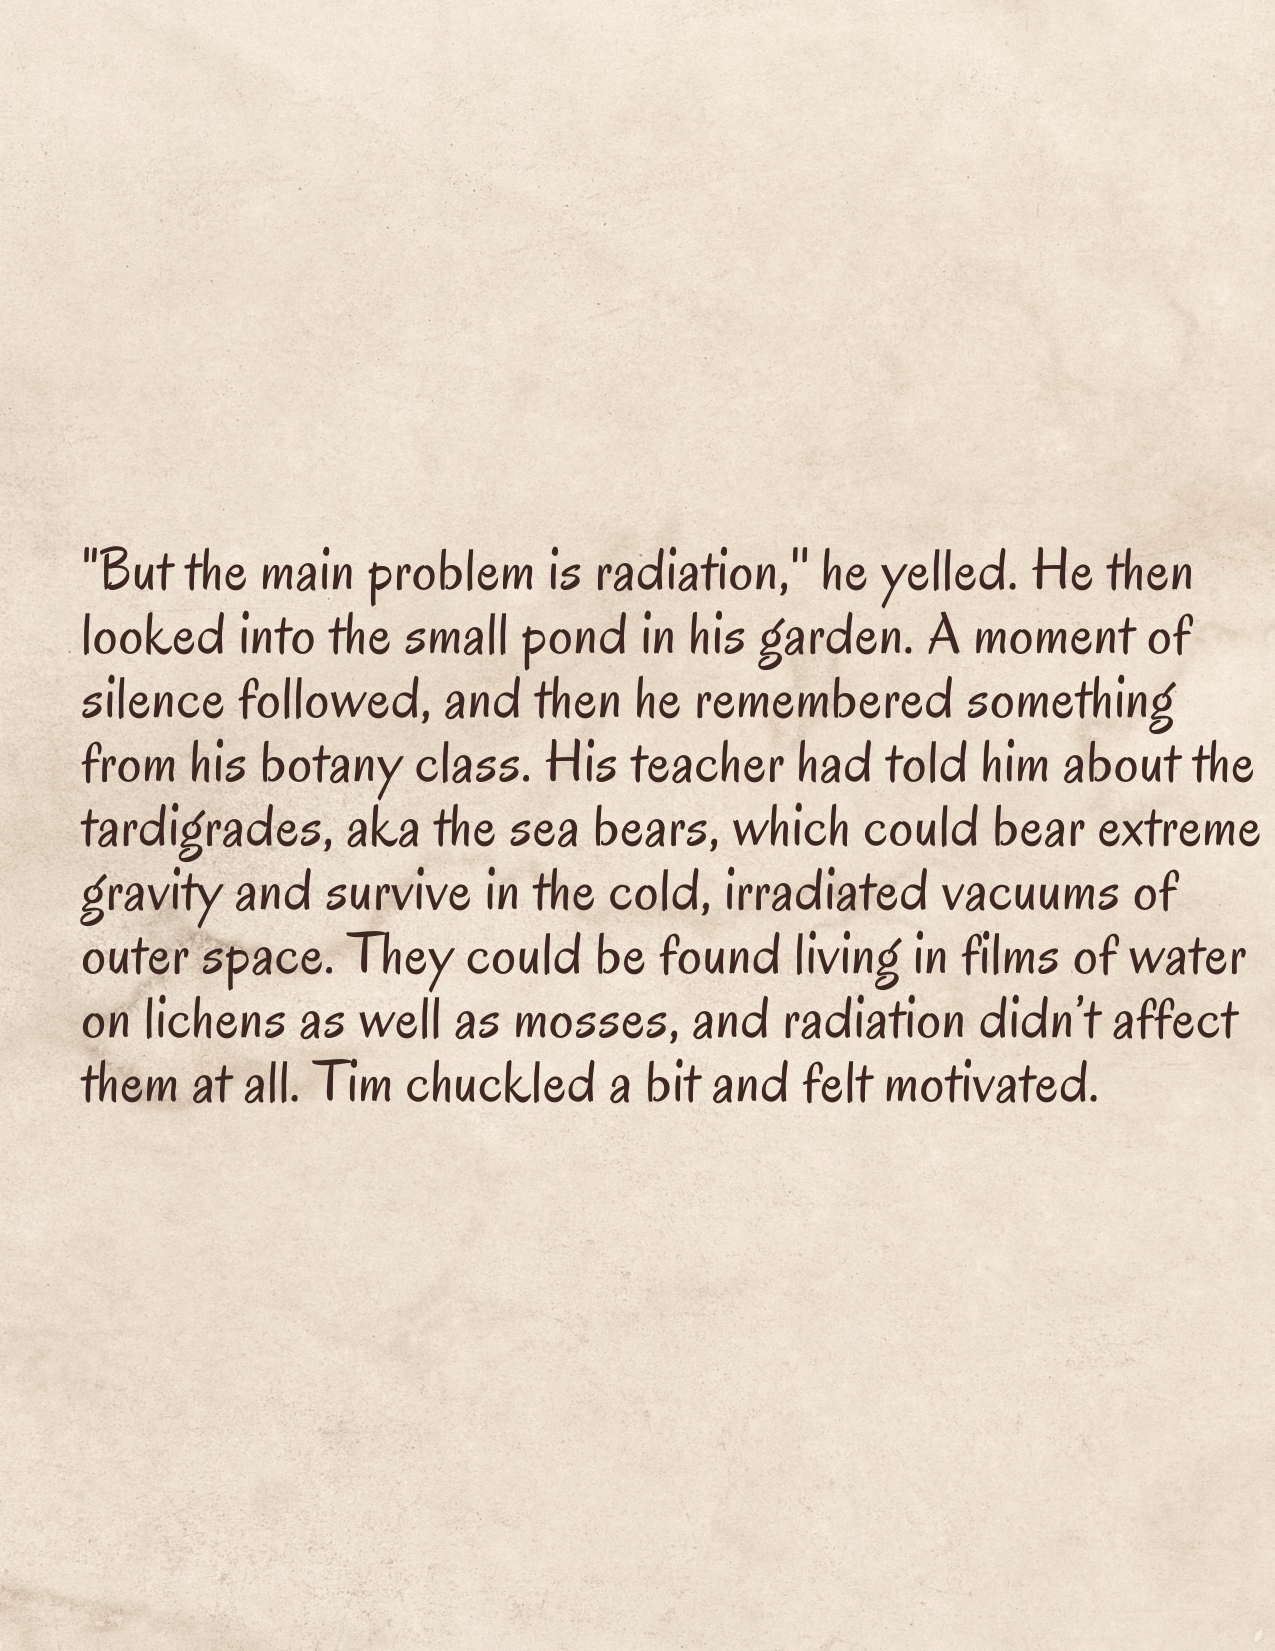 "But the main problem is radiation," he yelled. He then
looked into the small pond in his garden. A moment of
silence followed, and then he remembered something
from his botany class. His teacher had told him about the
tardigrades, aka the sea bears, which could bear extreme
gravity and survive in the cold, irradiated vacuums of
outer space. They could be found living in films of water
on lichens as well as mosses, and radiation didn’t affect
them at all. Tim chuckled a bit and felt motivated.